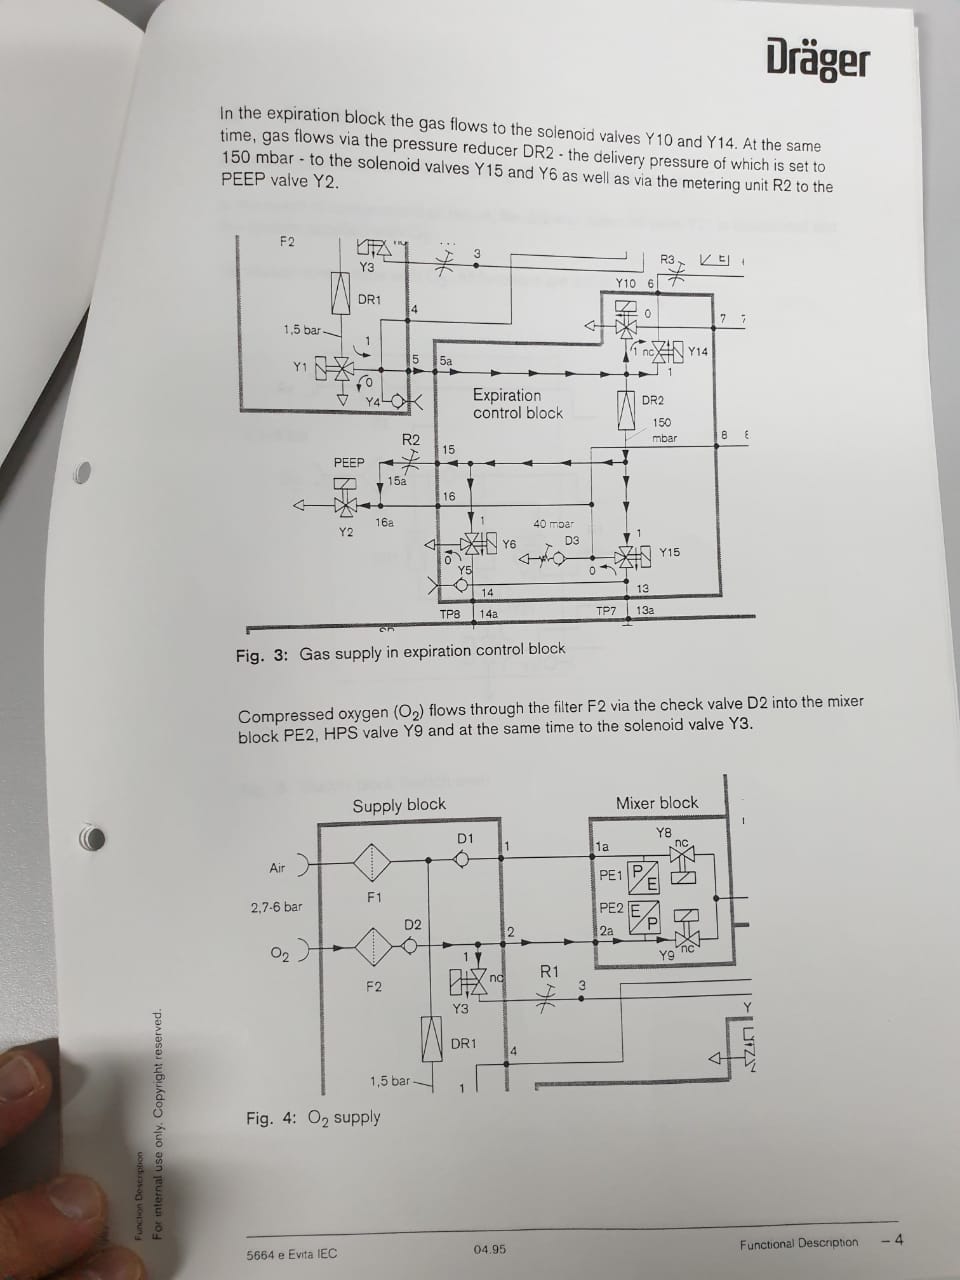 Dräger
In the expiration block the gas flows to the solenoid valves Y10 and Y14. At the same
time, gas flows via the pressure reducer DR2 - the delivery pressure of which is set to
150 mbar - to the solenoid valves Y15 and Y6 as well as via the metering unit R2 to the
PEEP valve Y2.
F2
Y3
3
R3
Y10 6
DR1
4
0
7 7
1,5 bar
1
Y1
5 5a
1 nc Y14
1
0
Y4
Expiration
control block
DR2
150
mbar
8
R2
15
PEEP
15a
16
16a
Y2
1
Y6
40 mbar
D3
1
Y15
0
Y5
0
14
13
TP8 14a
TP7 13a
Fig. 3: Gas supply in expiration control block
Compressed oxygen (O₂) flows through the filter F2 via the check valve D2 into the mixer
block PE2, HPS valve Y9 and at the same time to the solenoid valve Y3.
Supply block
Mixer block
D1
1
1a
Y8
nc
Air
PE1 P E
F1
2,7-6 bar
PE2 E P
D2
2
2a
O₂
Y9 nc
1
nc
R1
F2
3
Y3
Y
DR1
4
1,5 bar
1
Fig. 4: O₂ supply
Function Description
For internal use only. Copyright reserved.
5664 e Evita IEC
04.95
Functional Description - 4